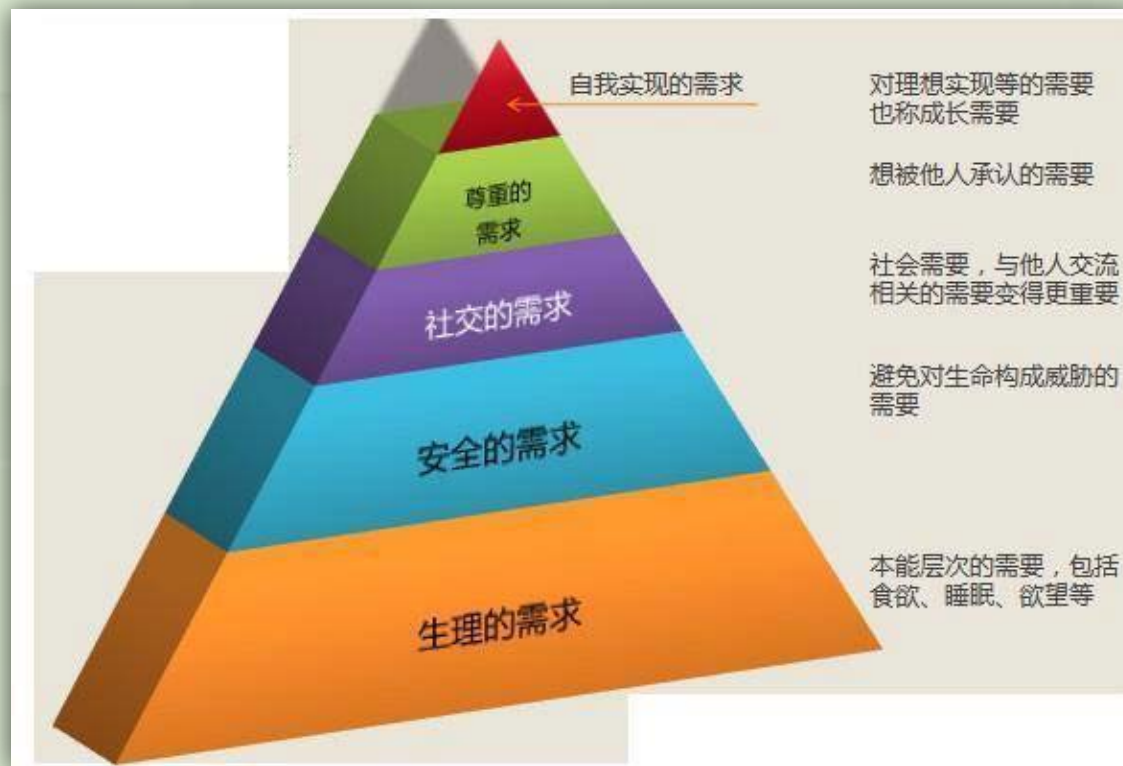 自我实现的需求
对理想实现等的需要
也称成长需要
尊重的
需求
想被他人承认的需要
社交的需求
社会需要，与他人交流
相关的需要变得更重要
安全的需求
避免对生命构成威胁的
需要
生理的需求
本能层次的需要，包括
食欲、睡眠、欲望等